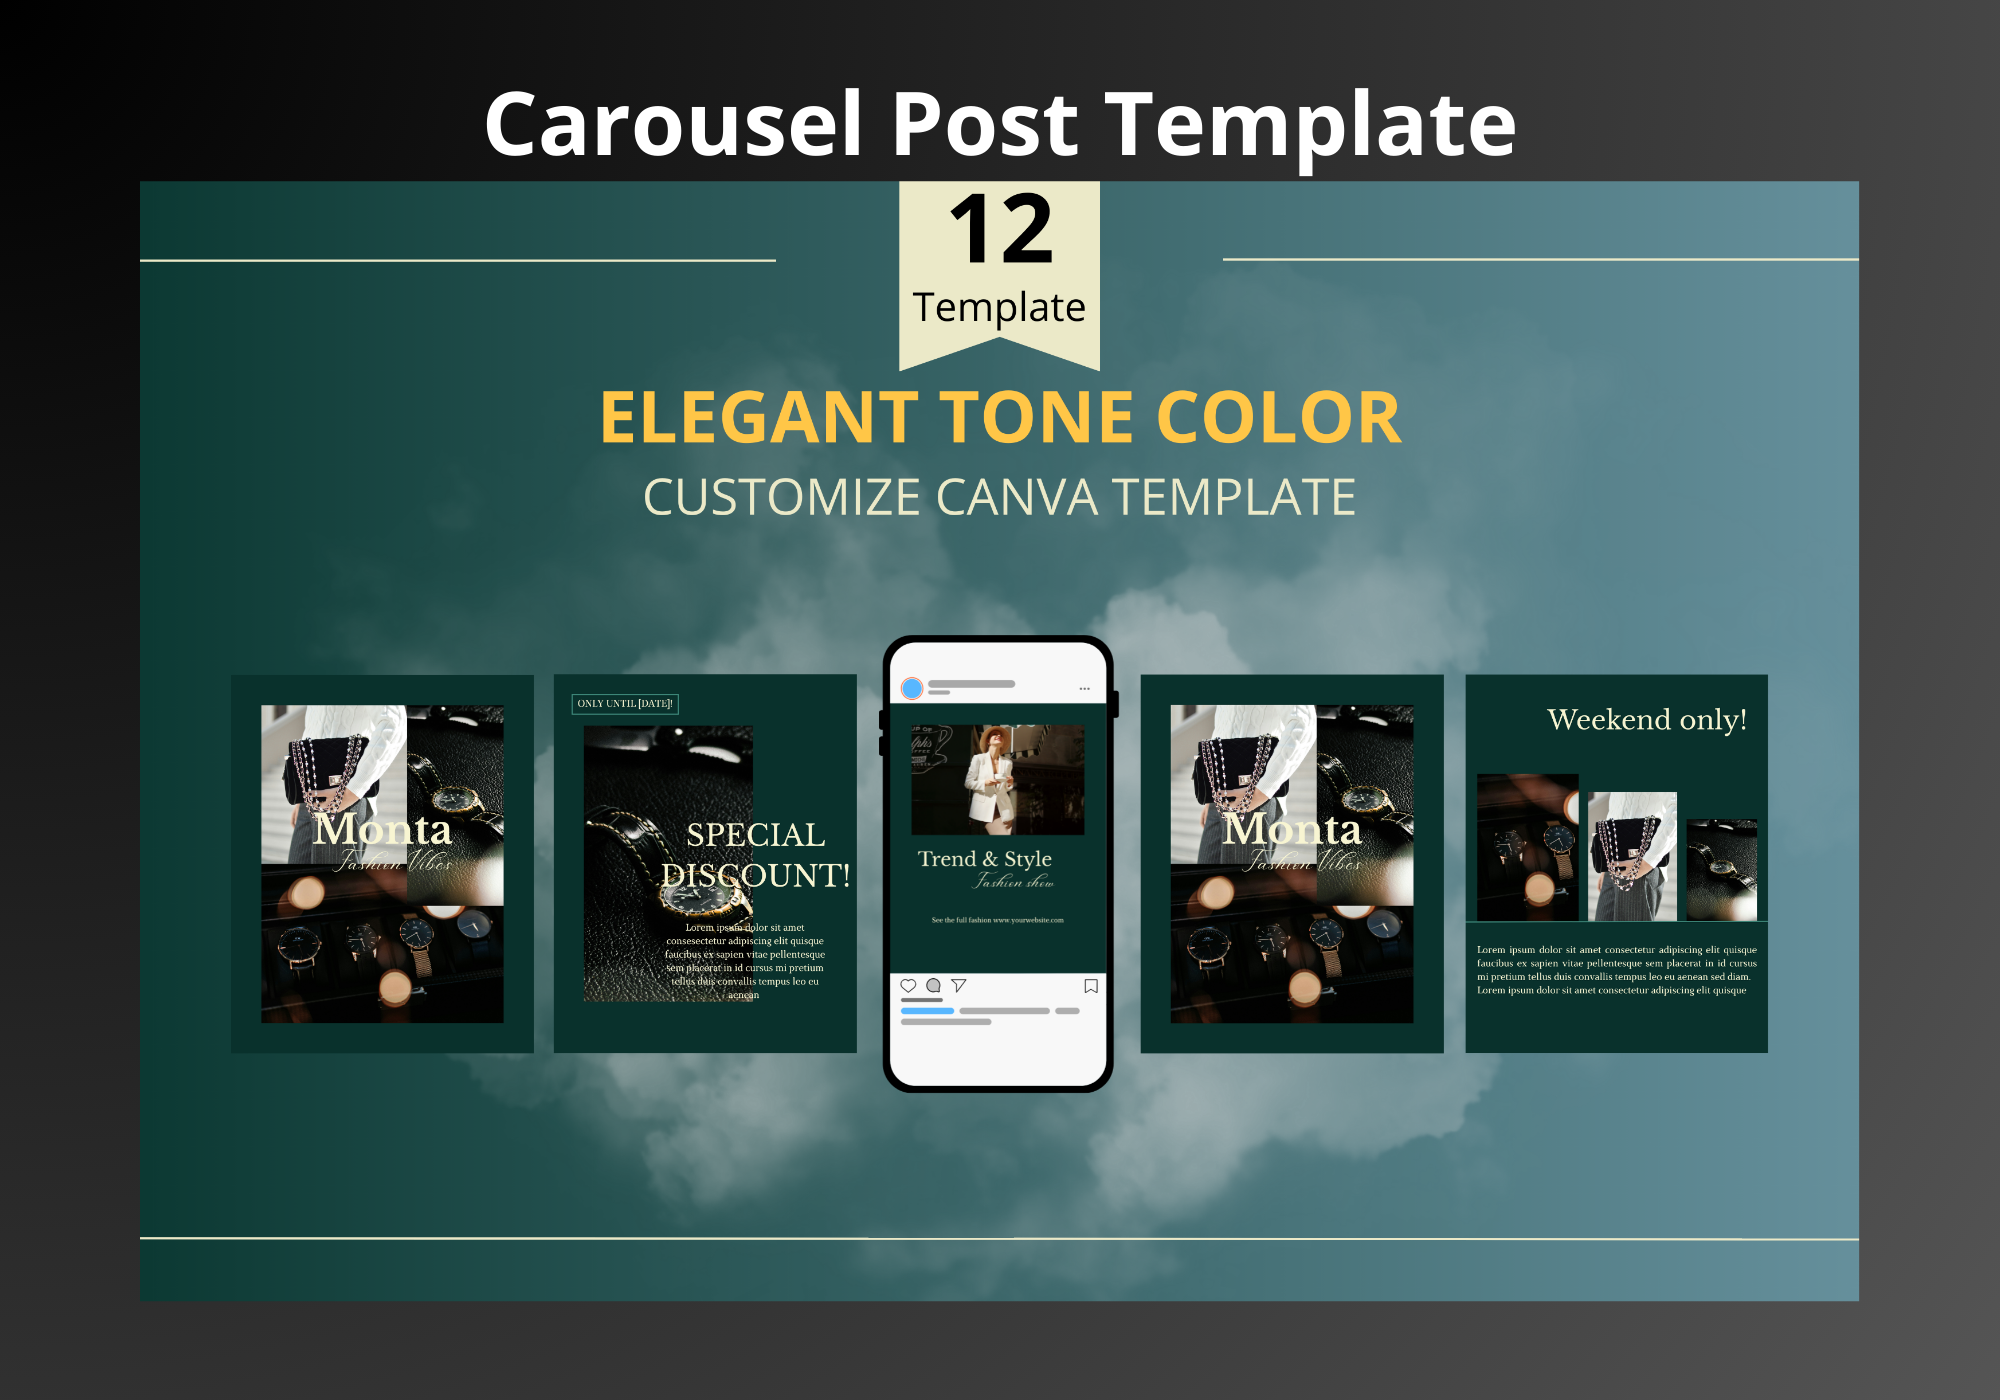 Carousel Post Template
12
Template
ELEGANT TONE COLOR
CUSTOMIZE CANVA TEMPLATE
Monta
Fashion Vibes
ONLY UNTIL [DATE]!
SPECIAL
DISCOUNT!
Lorem ipsum dolor sit amet
consesectetur adipiscing elit quisque
faucibus ex sapien vitae pellentesque
sem placerat in id cursus mi pretium
tellus duis convallis tempus leo eu
aenean
Trend & Style
Fashion show
See the full fashion www.yourwebsite.com
Monta
Fashion Vibes
Weekend only!
Lorem ipsum dolor sit amet consectetur adipiscing elit quisque
faucibus ex sapien vitae pellentesque sem placerat in id cursus
mi pretium tellus duis convallis tempus leo eu aenean sed diam.
Lorem ipsum dolor sit amet consectetur adipiscing elit quisque